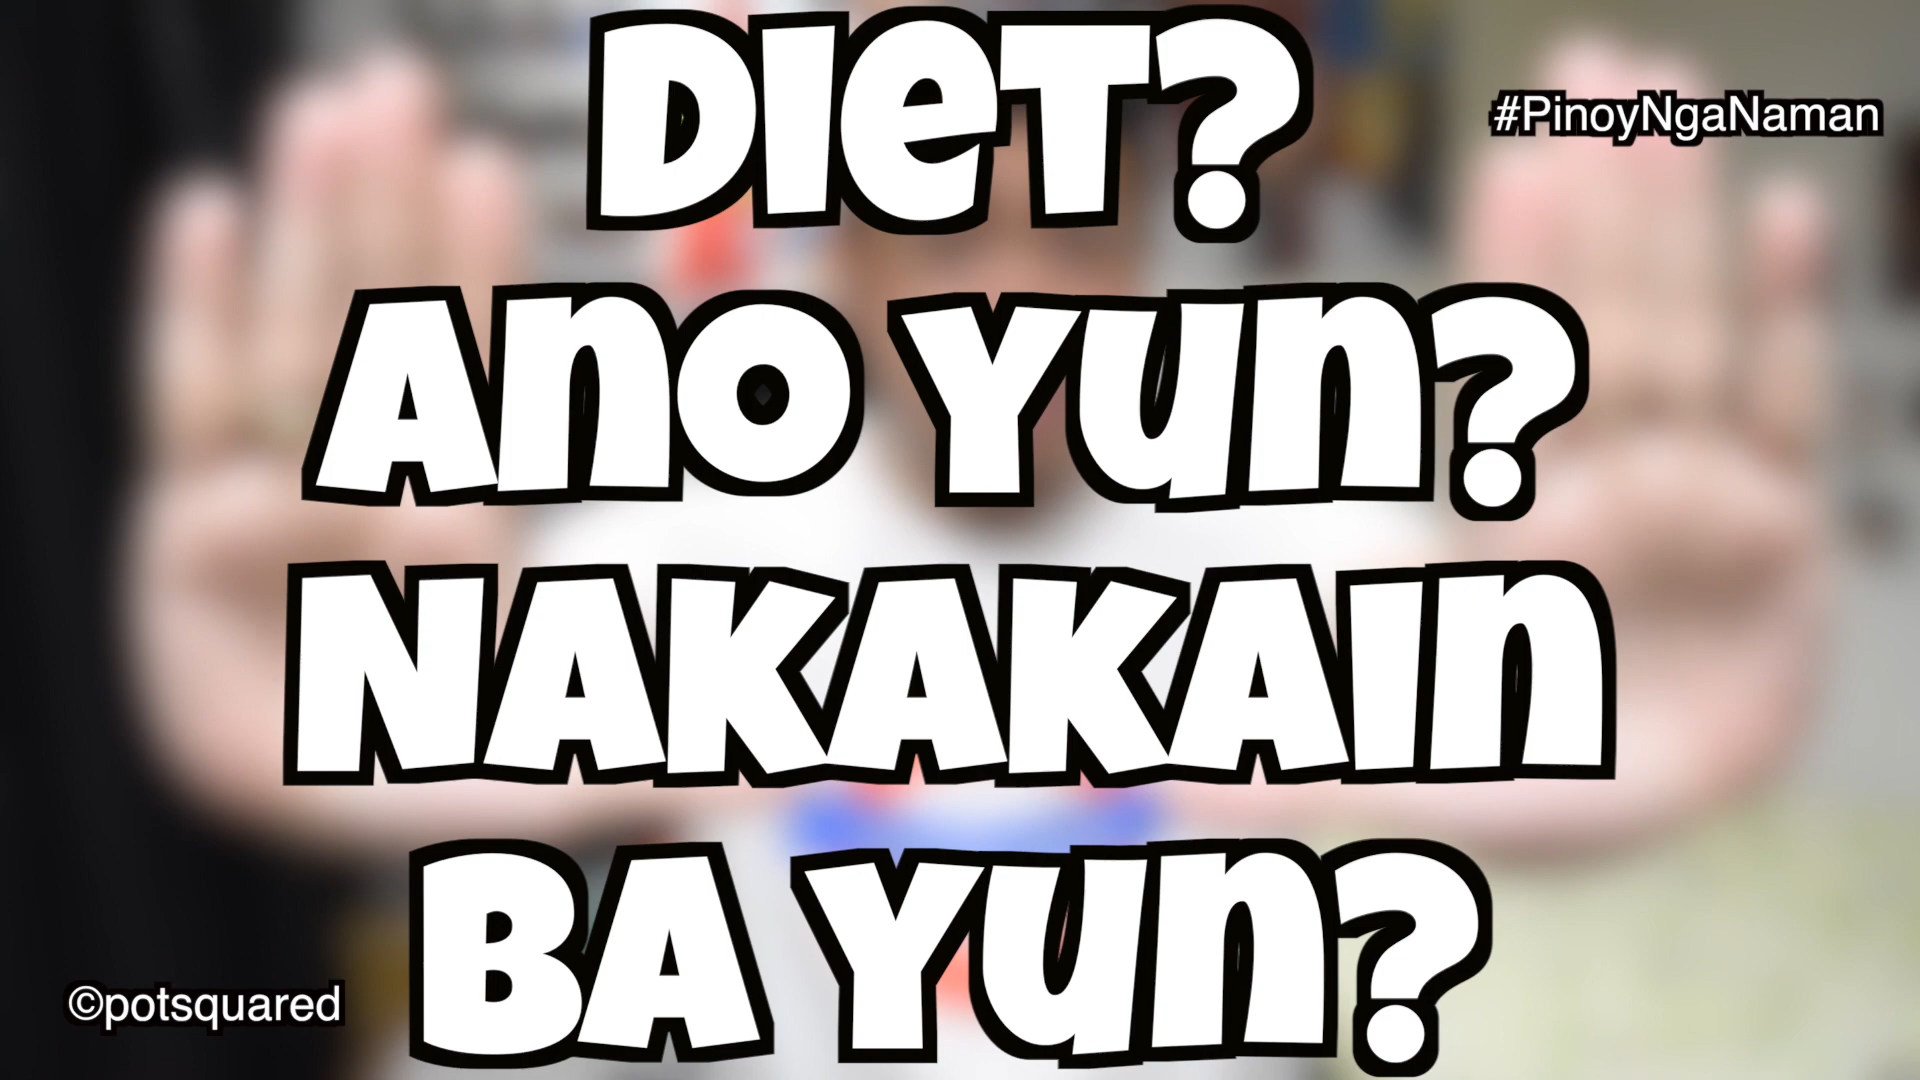 DIET?
#PinoyNgaNaman
ANO YUN?
NAKAKAIN
BA YUN?
©potsquared